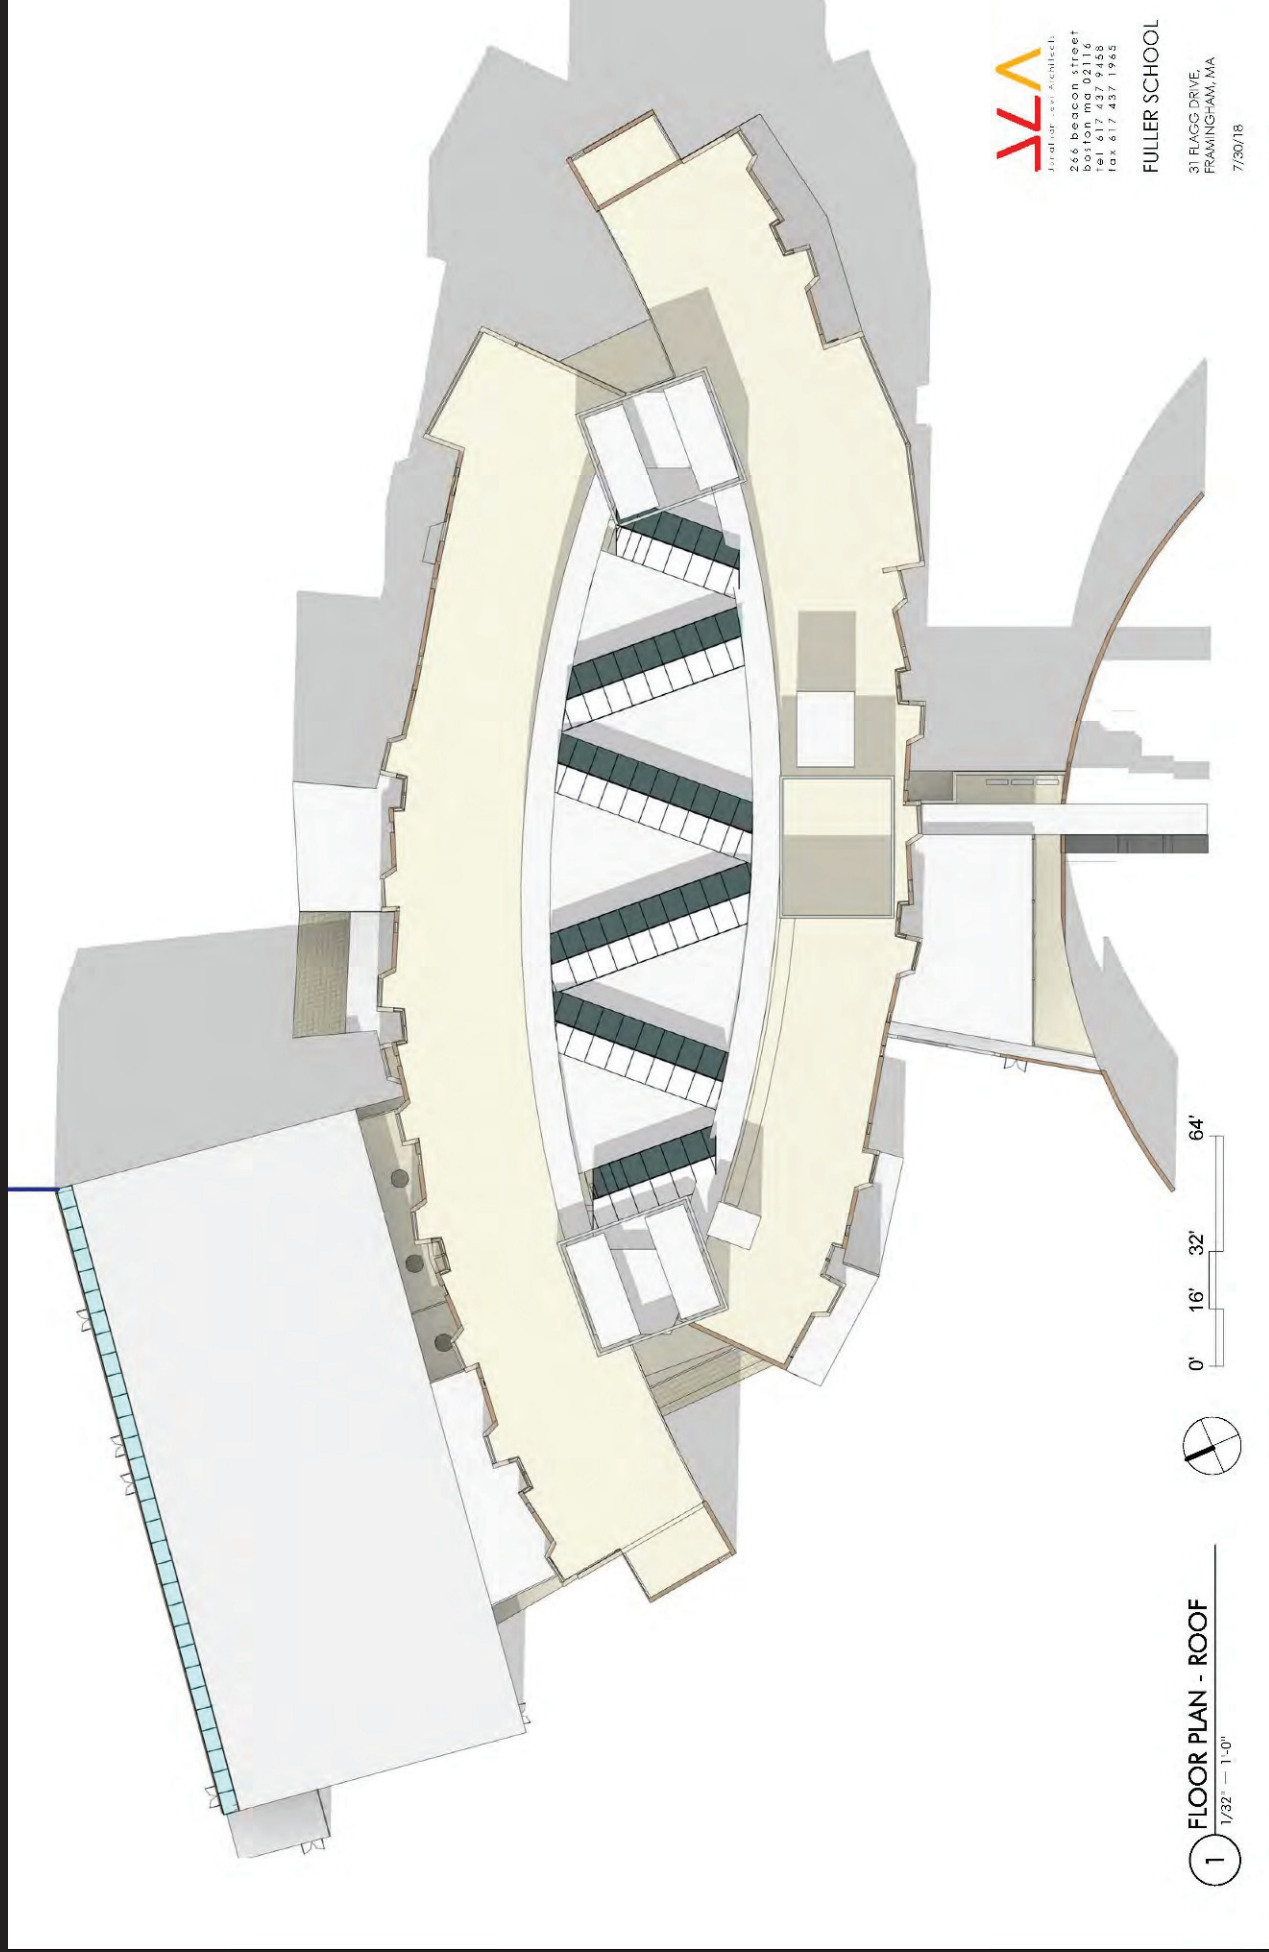 Jonathan Levi Architects
266 beacon street
boston ma 02116
tel 617 437 9458
fax 617 437 1965
FULLER SCHOOL
31 FLAGG DRIVE,
FRAMINGHAM, MA
7/30/18
0' 16' 32' 64'
1 FLOOR PLAN - ROOF
1/32" = 1'-0"